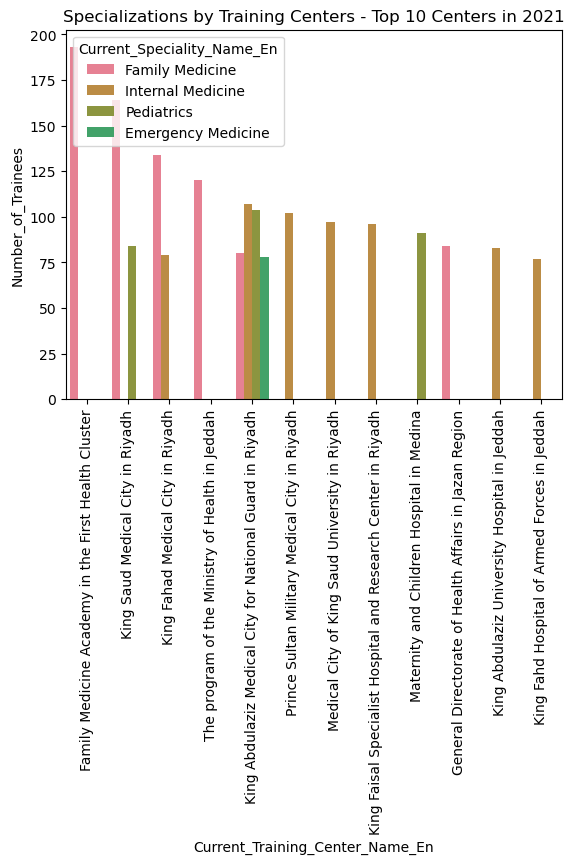 Specializations by Training Centers - Top 10 Centers in 2021
Current_Speciality_Name_En
Family Medicine
Internal Medicine
Pediatrics
Emergency Medicine
Number_of_Trainees
200
175
150
125
100
75
50
25
0
Family Medicine Academy in the First Health Cluster
King Saud Medical City in Riyadh
King Fahad Medical City in Riyadh
The program of the Ministry of Health in Jeddah
King Abdulaziz Medical City for National Guard in Riyadh
Prince Sultan Military Medical City in Riyadh
Medical City of King Saud University in Riyadh
King Faisal Specialist Hospital and Research Center in Riyadh
Maternity and Children Hospital in Medina
General Directorate of Health Affairs in Jazan Region
King Abdulaziz University Hospital in Jeddah
King Fahd Hospital of Armed Forces in Jeddah
Current_Training_Center_Name_En